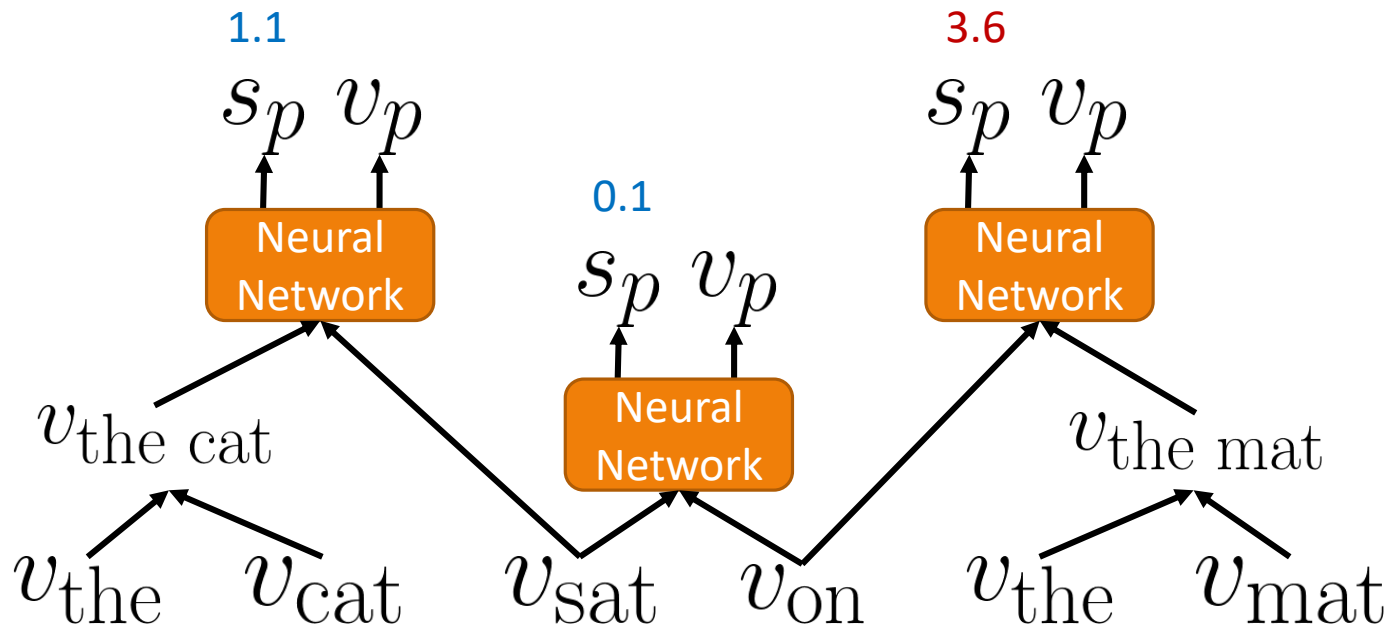 1.1 3.6
s_p v_p s_p v_p
0.1
Neural Network Neural Network
s_p v_p
Neural Network
v_the cat v_the mat
v_the v_cat v_sat v_on v_the v_mat